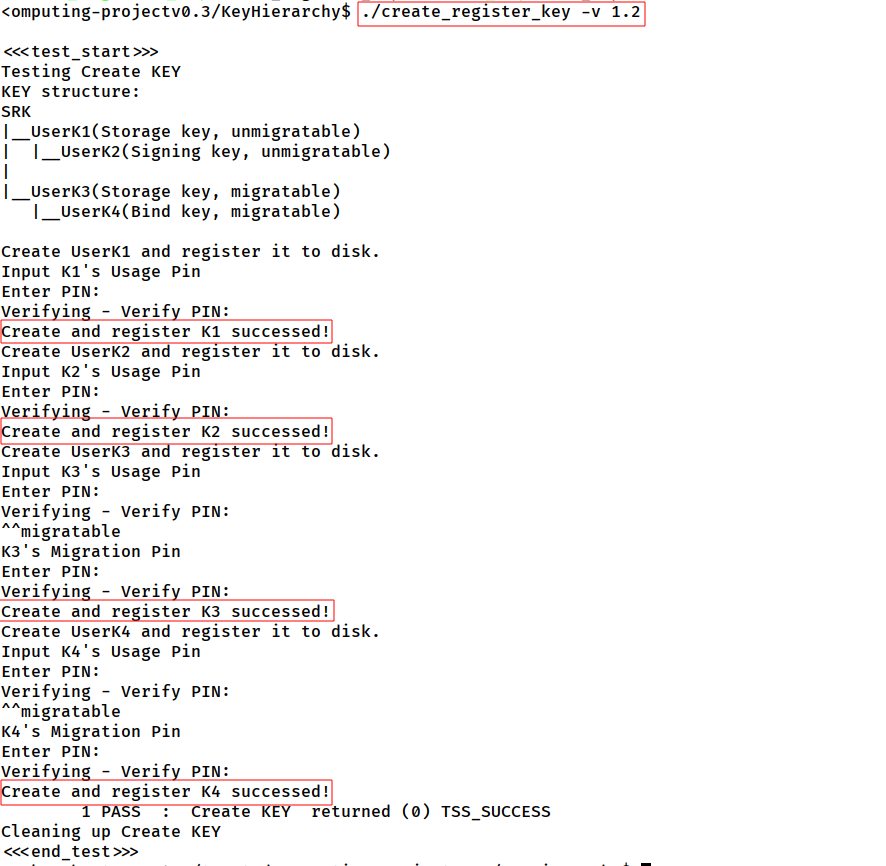 <omputing-projectv0.3/KeyHierarchy$ ./create_register_key -v 1.2
<<<test_start>>>
Testing Create KEY
KEY structure:
SRK
|__UserK1(Storage key, unmigratable)
|  |__UserK2(Signing key, unmigratable)
|
|__UserK3(Storage key, migratable)
   |__UserK4(Bind key, migratable)
Create UserK1 and register it to disk.
Input K1's Usage Pin
Enter PIN:
Verifying - Verify PIN:
Create and register K1 successed!
Create UserK2 and register it to disk.
Input K2's Usage Pin
Enter PIN:
Verifying - Verify PIN:
Create and register K2 successed!
Create UserK3 and register it to disk.
Input K3's Usage Pin
Enter PIN:
Verifying - Verify PIN:
^^migratable
K3's Migration Pin
Enter PIN:
Verifying - Verify PIN:
Create and register K3 successed!
Create UserK4 and register it to disk.
Input K4's Usage Pin
Enter PIN:
Verifying - Verify PIN:
^^migratable
K4's Migration Pin
Enter PIN:
Verifying - Verify PIN:
Create and register K4 successed!
        1 PASS  :  Create KEY  returned (0) TSS_SUCCESS
Cleaning up Create KEY
<<<end_test>>>